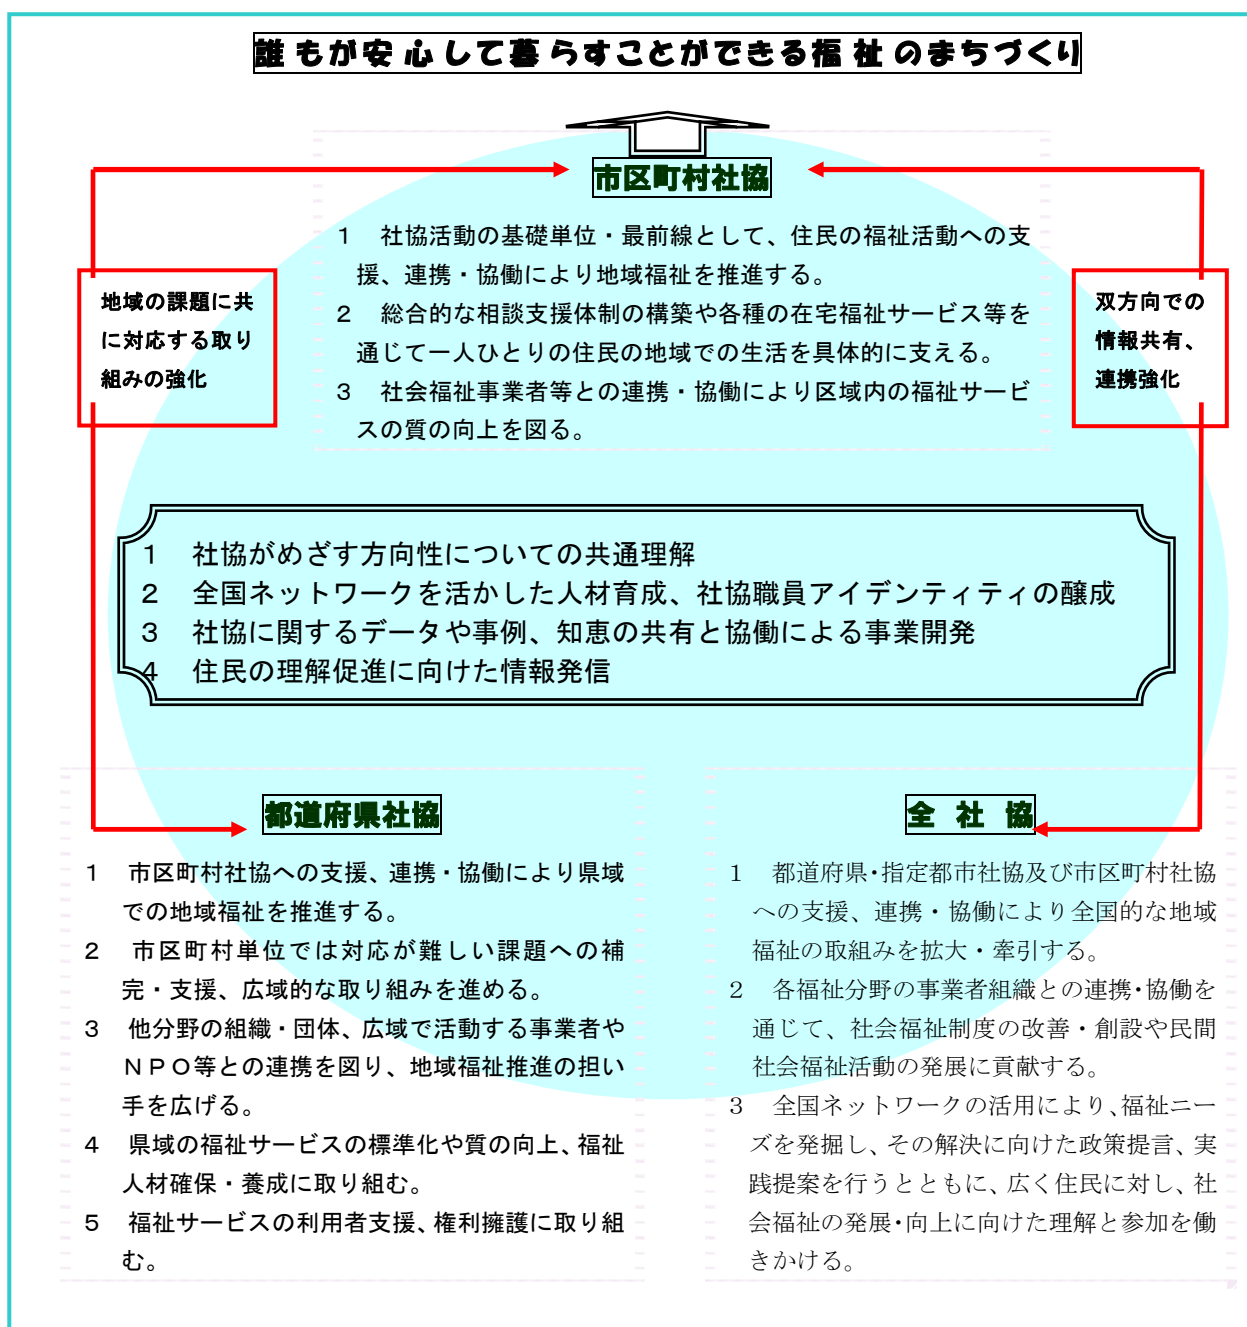 誰もが安心して暮らすことができる福祉のまちづくり
市区町村社協
１　社協活動の基礎単位・最前線として、住民の福祉活動への支
援、連携・協働により地域福祉を推進する。
２　総合的な相談支援体制の構築や各種の在宅福祉サービス等を
通じて一人ひとりの住民の地域での生活を具体的に支える。
３　社会福祉事業者等との連携・協働により区域内の福祉サービ
スの質の向上を図る。
地域の課題に共
に対応する取り
組みの強化
双方向での
情報共有、
連携強化
１　社協がめざす方向性についての共通理解
２　全国ネットワークを活かした人材育成、社協職員アイデンティティの醸成
３　社協に関するデータや事例、知恵の共有と協働による事業開発
４　住民の理解促進に向けた情報発信
都道府県社協
１　市区町村社協への支援、連携・協働により県域
での地域福祉を推進する。
２　市区町村単位では対応が難しい課題への補
完・支援、広域的な取り組みを進める。
３　他分野の組織・団体、広域で活動する事業者や
ＮＰＯ等との連携を図り、地域福祉推進の担い
手を広げる。
４　県域の福祉サービスの標準化や質の向上、福祉
人材確保・養成に取り組む。
５　福祉サービスの利用者支援、権利擁護に取り組
む。
全 社 協
１　都道府県・指定都市社協及び市区町村社協
への支援、連携・協働により全国的な地域
福祉の取組みを拡大・牽引する。
２　各福祉分野の事業者組織との連携・協働を
通じて、社会福祉制度の改善・創設や民間
社会福祉活動の発展に貢献する。
３　全国ネットワークの活用により、福祉ニー
ズを発掘し、その解決に向けた政策提言、実
践提案を行うとともに、広く住民に対し、社
会福祉の発展・向上に向けた理解と参加を働
きかける。